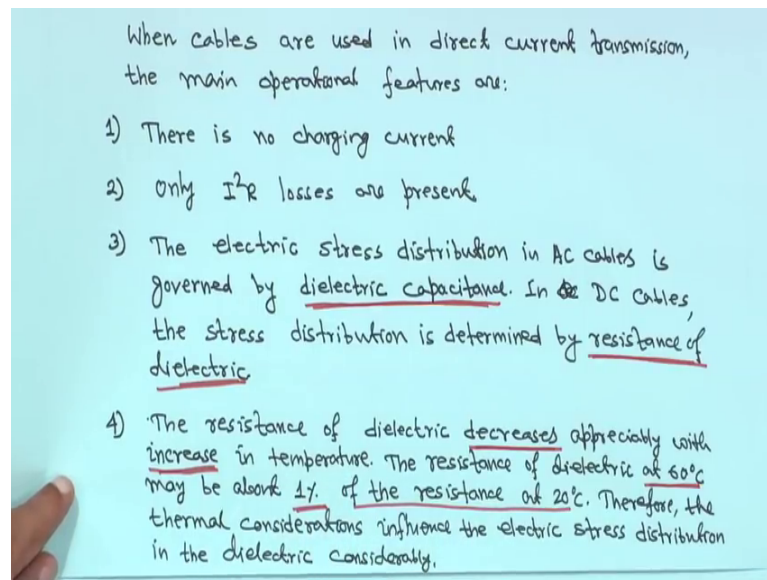 When cables are used in direct current transmission,
the main operational features are:
1) There is no charging current
2) only I²R losses are present.
3) The electric stress distribution in AC cables is
governed by dielectric capacitance. In DC cables,
the stress distribution is determined by resistance of
dielectric
4) The resistance of dielectric decreases appreciably with
increase in temperature. The resistance of dielectric at 60°C
may be about 1% of the resistance at 20°C. Therefore, the
thermal considerations influence the electric stress distribution
in the dielectric considerably.